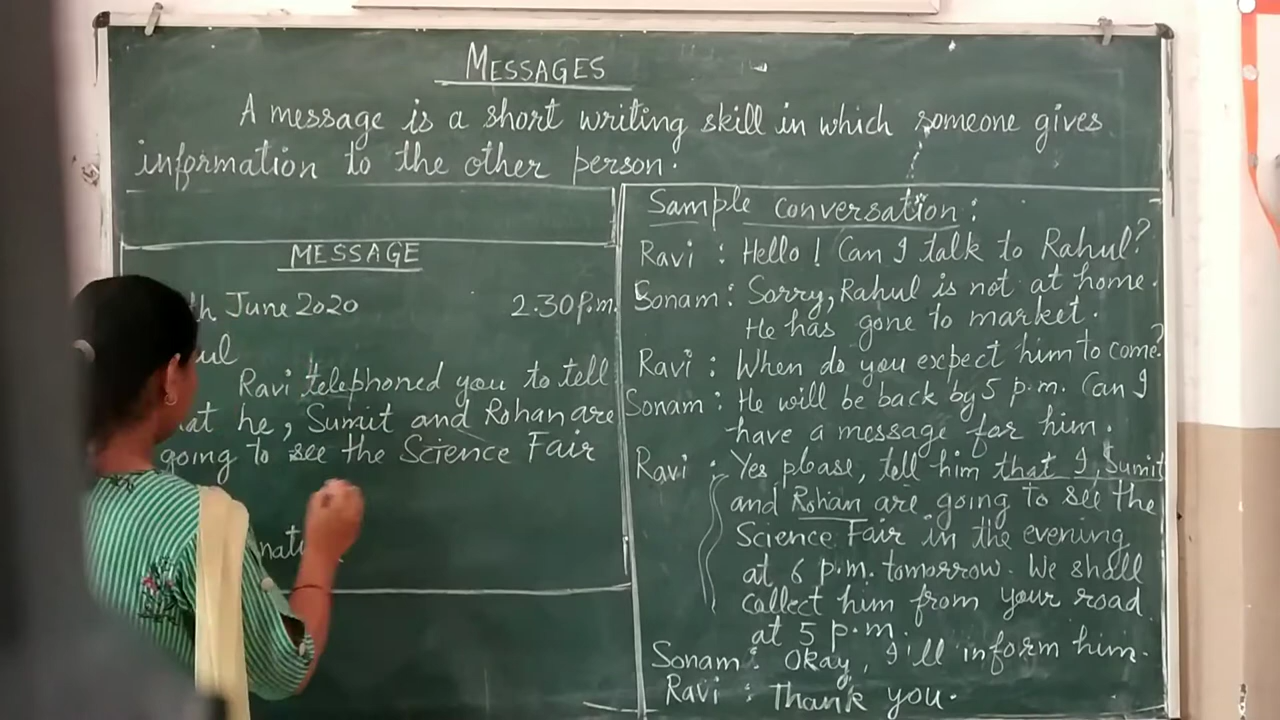 MESSAGES
A message is a short writing skill in which someone gives
information to the other person.
MESSAGE
th June 2020 2.30 p.m.
ul
Ravi telephoned you to tell
at he, Sumit and Rohan are
going to see the Science Fair
Sample conversation :
Ravi : Hello! Can I talk to Rahul?
Sonam : Sorry, Rahul is not at home.
He has gone to market.
Ravi : When do you expect him to come?
Sonam : He will be back by 5 p.m. Can I
have a message for him.
Ravi : Yes please, tell him that I, Sumit
and Rohan are going to see the
Science Fair in the evening
at 6 p.m. tomorrow. We shall
collect him from your road
at 5 p.m.
Sonam : Okay, I'll inform him.
Ravi : Thank you.